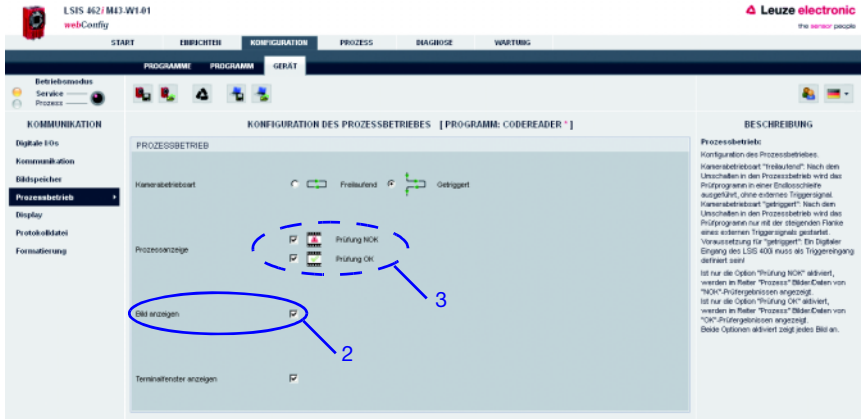 LSIS 462i M43-W1-01
webConfig
Leuze electronic
the sensor people
START EINRICHTEN KONFIGURATION PROZESS DIAGNOSE WARTUNG
PROGRAMME PROGRAMM GERÄT
Betriebsmodus
Service
Prozess
KOMMUNIKATION
Digitale I/Os
Kommunikation
Bildspeicher
Prozessbetrieb
Display
Protokolldatei
Formatierung
KONFIGURATION DES PROZESSBETRIEBES [ PROGRAMM: CODEREADER * ]
PROZESSBETRIEB
Kamerabetriebsart Freilaufend Getriggert
Prozessanzeige
Prüfung NOK
Prüfung OK
3
Bild anzeigen
2
Terminalfenster anzeigen
BESCHREIBUNG
Prozessbetrieb:
Konfiguration des Prozessbetriebes.
Kamerabetriebsart "freilaufend": Nach dem
Umschalten in den Prozessbetrieb wird das
Prüfprogramm in einer Endlosschleife
ausgeführt, ohne externes Triggersignal.
Kamerabetriebsart "getriggert": Nach dem
Umschalten in den Prozessbetrieb wird das
Prüfprogramm nur mit der steigenden Flanke
eines externen Triggersignals gestartet.
Voraussetzung für "getriggert": Ein Digitaler
Eingang des LSIS 400i muss als Triggereingang
definiert sein!
Ist nur die Option "Prüfung NOK" aktiviert,
werden im Reiter "Prozess" Bilder/Daten von
"NOK"-Prüfergebnissen angezeigt.
Ist nur die Option "Prüfung OK" aktiviert,
werden im Reiter "Prozess" Bilder/Daten von
"OK"-Prüfergebnissen angezeigt.
Beide Optionen aktiviert zeigt jedes Bild an.